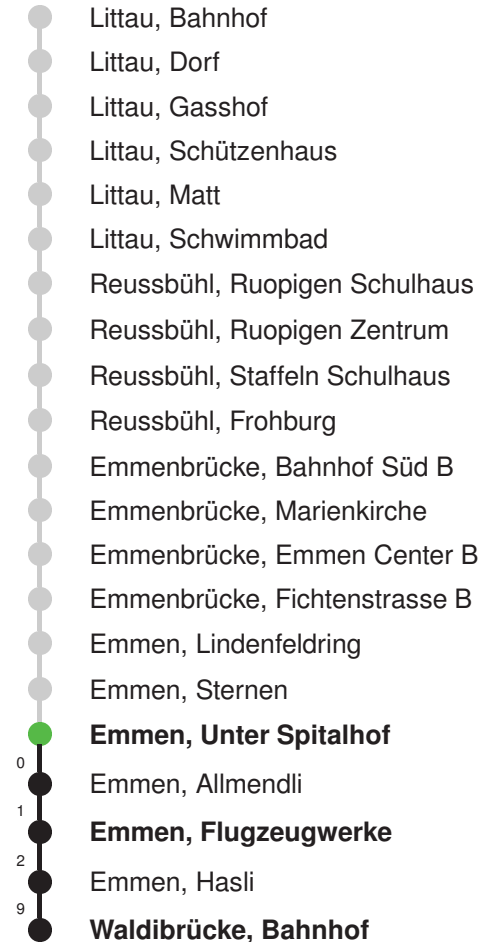 Littau, Bahnhof
Littau, Dorf
Littau, Gasshof
Littau, Schützenhaus
Littau, Matt
Littau, Schwimmbad
Reussbühl, Ruopigen Schulhaus
Reussbühl, Ruopigen Zentrum
Reussbühl, Staffeln Schulhaus
Reussbühl, Frohburg
Emmenbrücke, Bahnhof Süd B
Emmenbrücke, Marienkirche
Emmenbrücke, Emmen Center B
Emmenbrücke, Fichtenstrasse B
Emmen, Lindenfeldring
Emmen, Sternen
Emmen, Unter Spitalhof
0 Emmen, Allmendli
1 Emmen, Flugzeugwerke
2 Emmen, Hasli
9 Waldibrücke, Bahnhof